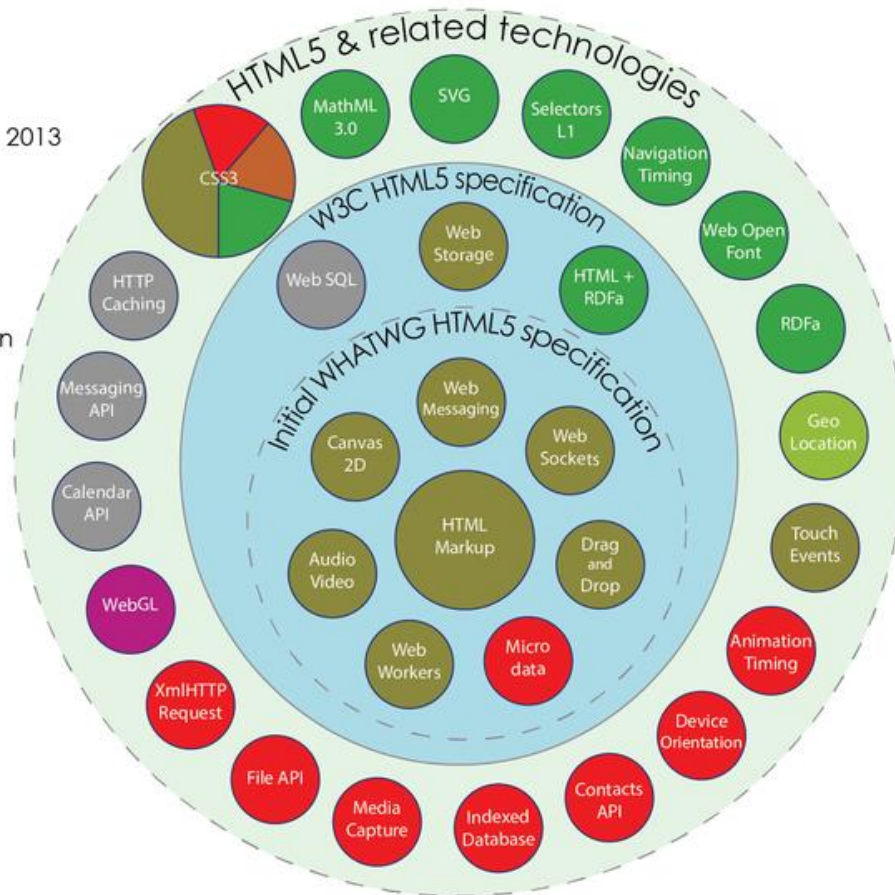 HTML5 & related technologies
2013
n
MathML
3.0
SVG
Selectors
L1
Navigation
Timing
Web Open
Font
RDFa
Geo
Location
Touch
Events
Animation
Timing
Device
Orientation
Contacts
API
Indexed
Database
Media
Capture
File API
XmlHTTP
Request
WebGL
Calendar
API
Messaging
API
HTTP
Caching
CSS3
W3C HTML5 specification
Web SQL
Web
Storage
HTML +
RDFa
Initial WHATWG HTML5 specification
Web
Messaging
Canvas
2D
Web
Sockets
HTML
Markup
Audio
Video
Drag
and
Drop
Web
Workers
Micro
data